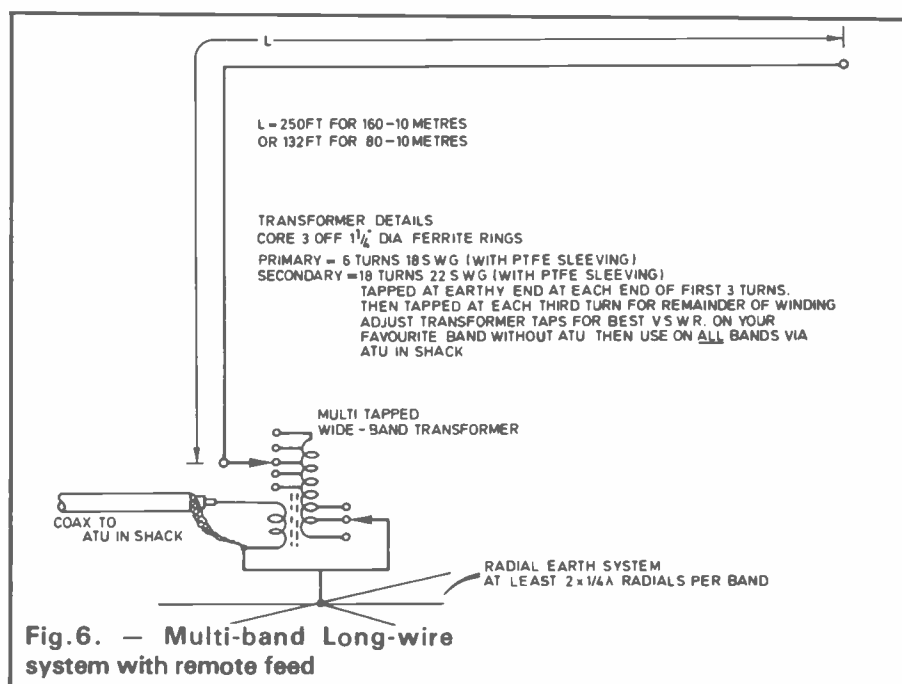 L
L = 250FT FOR 160-10 METRES
OR 132FT FOR 80-10 METRES
TRANSFORMER DETAILS
CORE 3 OFF 1 1/4" DIA FERRITE RINGS
PRIMARY = 6 TURNS 18 SWG (WITH PTFE SLEEVING)
SECONDARY = 18 TURNS 22 SWG (WITH PTFE SLEEVING)
TAPPED AT EARTHY END AT EACH END OF FIRST 3 TURNS.
THEN TAPPED AT EACH THIRD TURN FOR REMAINDER OF WINDING
ADJUST TRANSFORMER TAPS FOR BEST V S W R. ON YOUR
FAVOURITE BAND WITHOUT ATU THEN USE ON ALL BANDS VIA
ATU IN SHACK
MULTI TAPPED
WIDE-BAND TRANSFORMER
COAX TO
ATU IN SHACK
RADIAL EARTH SYSTEM
AT LEAST 2 x 1/4λ RADIALS PER BAND
Fig.6. — Multi-band Long-wire
system with remote feed